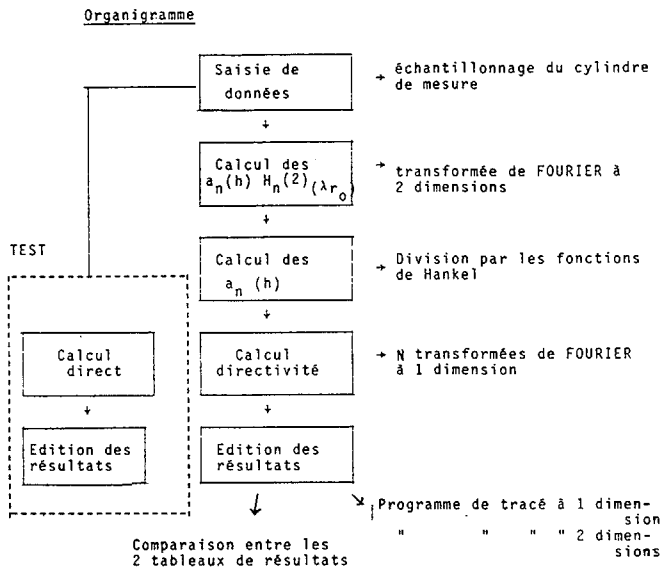 Organigramme
Saisie de
données
→ échantillonnage du cylindre
de mesure
Calcul des
a_n(h) H_n(2)(λr_o)
→ transformée de FOURIER à
2 dimensions
TEST
Calcul des
a_n (h)
→ Division par les fonctions
de Hankel
Calcul
direct
Calcul
directivité
→ N transformées de FOURIER
à 1 dimension
Edition des
résultats
Edition des
résultats
Programme de tracé à 1 dimen-
sion
" " " " 2 dimen-
sions
Comparaison entre les
2 tableaux de résultats